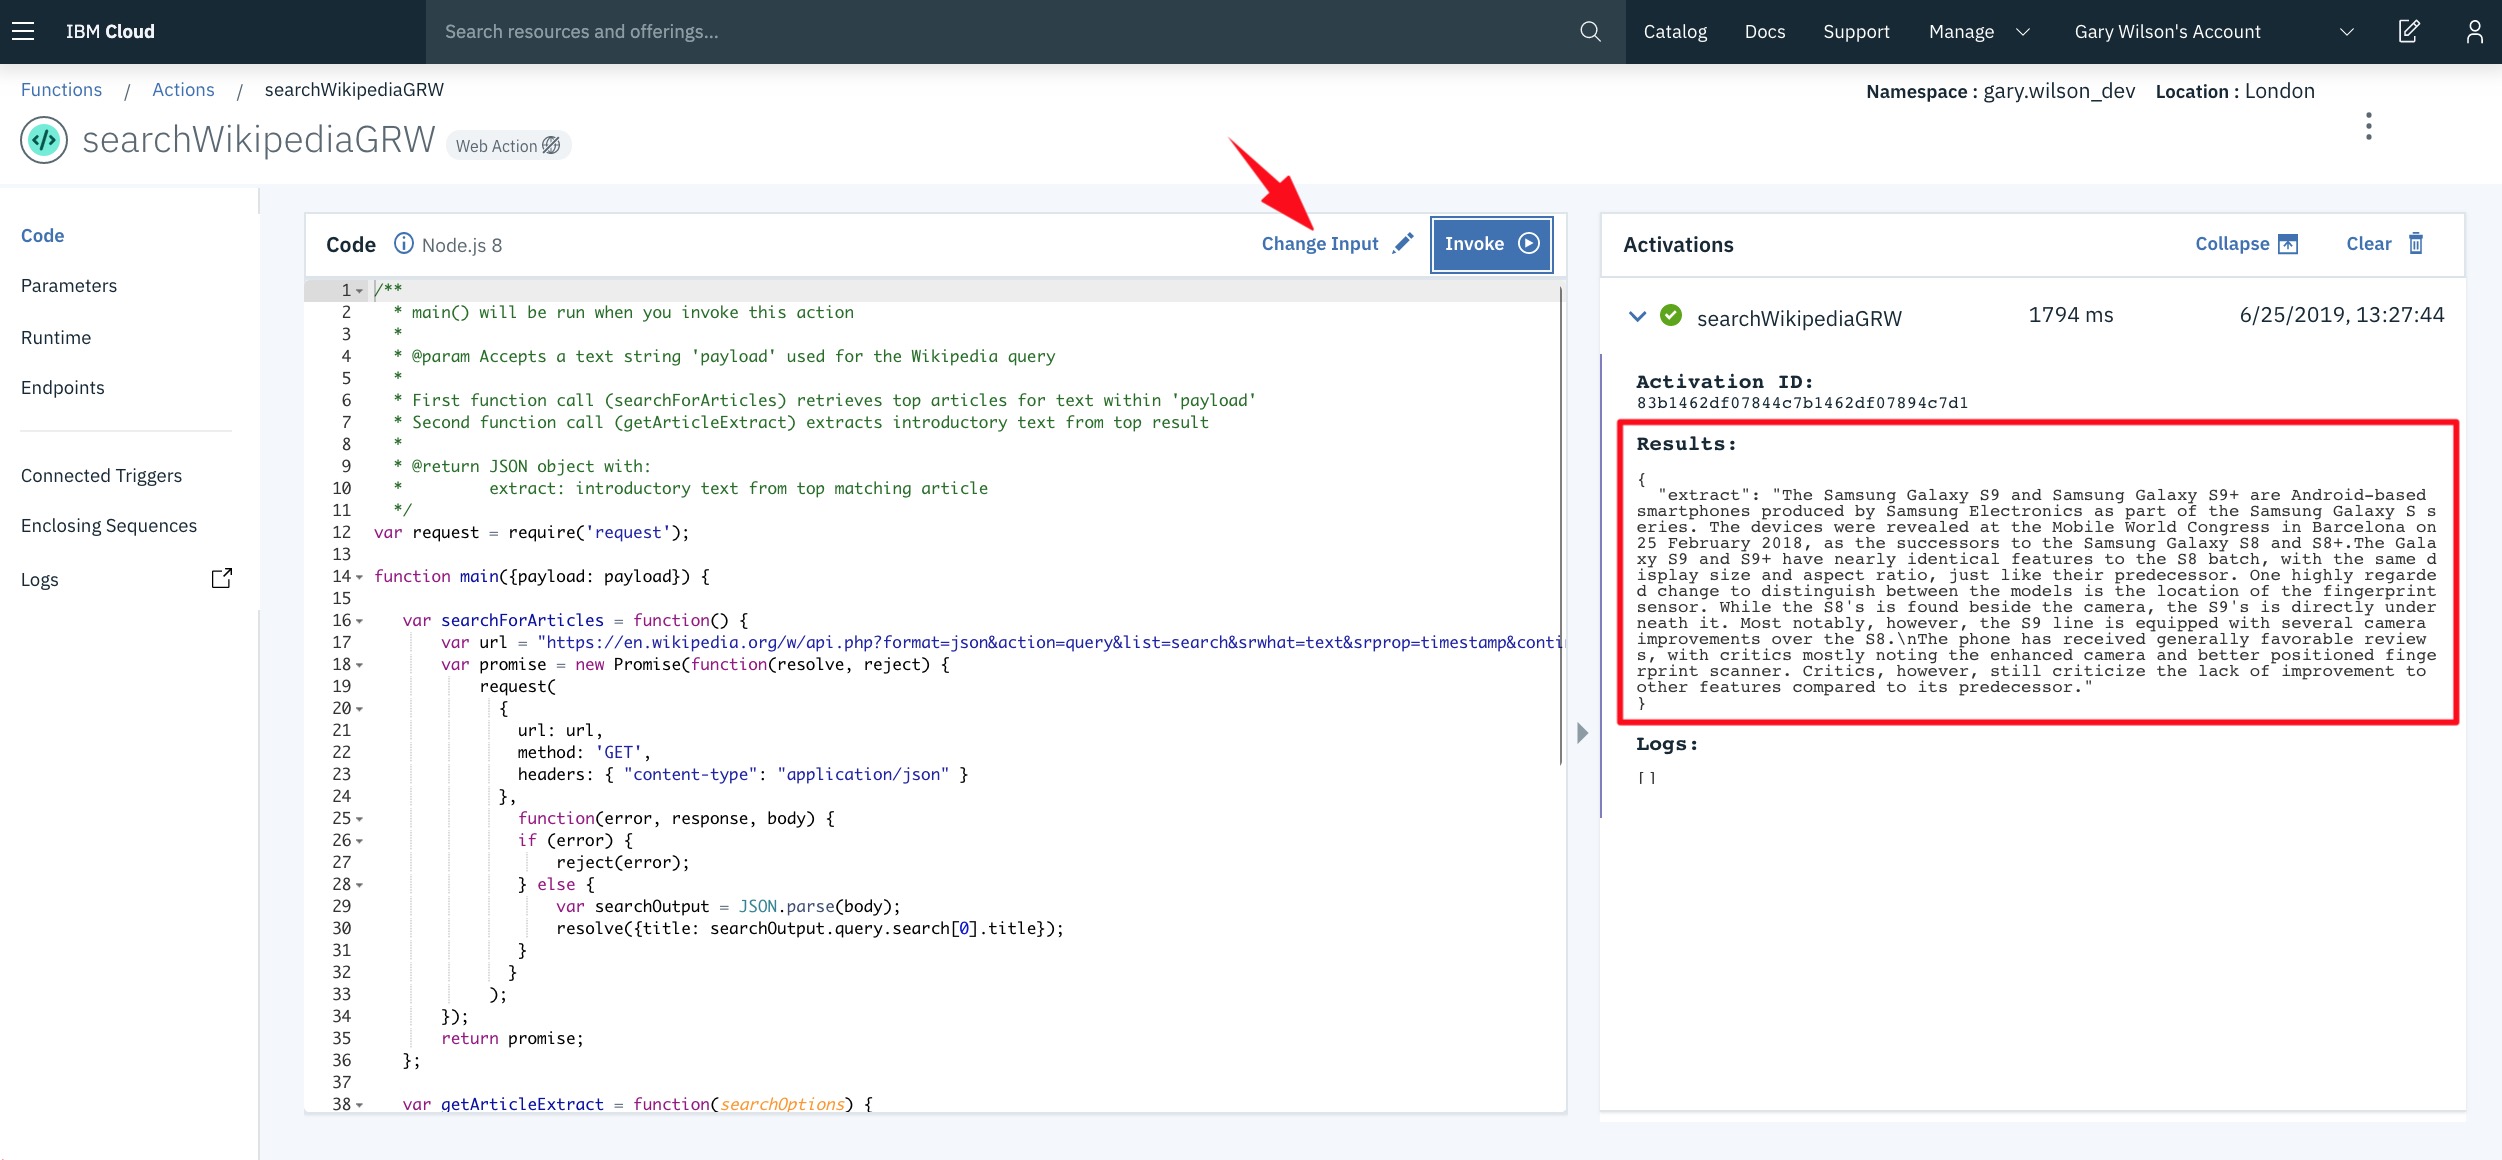 IBM Cloud
Search resources and offerings...
Catalog
Docs
Support
Manage
Gary Wilson's Account
Functions / Actions / searchWikipediaGRW
Namespace : gary.wilson_dev Location : London
searchWikipediaGRW
Web Action
Code
Parameters
Runtime
Endpoints
Connected Triggers
Enclosing Sequences
Logs
Code
Node.js 8
Change Input
Invoke
1 /**
2  * main() will be run when you invoke this action
3  *
4  * @param Accepts a text string 'payload' used for the Wikipedia query
5  *
6  * First function call (searchForArticles) retrieves top articles for text within 'payload'
7  * Second function call (getArticleExtract) extracts introductory text from top result
8  *
9  * @return JSON object with:
10  *       extract: introductory text from top matching article
11  */
12 var request = require('request');
13
14 function main({payload: payload}) {
15
16    var searchForArticles = function() {
17        var url = "https://en.wikipedia.org/w/api.php?format=json&action=query&list=search&srwhat=text&srprop=timestamp&conti
18        var promise = new Promise(function(resolve, reject) {
19            request(
20              {
21                url: url,
22                method: 'GET',
23                headers: { "content-type": "application/json" }
24              },
25                function(error, response, body) {
26                if (error) {
27                    reject(error);
28                } else {
29                    var searchOutput = JSON.parse(body);
30                    resolve({title: searchOutput.query.search[0].title});
31                }
32               }
33             );
34        });
35        return promise;
36    };
37
38    var getArticleExtract = function(searchOptions) {
Activations
Collapse
Clear
searchWikipediaGRW
1794 ms
6/25/2019, 13:27:44
Activation ID:
83b1462df07844c7b1462df07894c7d1
Results:
{
  "extract": "The Samsung Galaxy S9 and Samsung Galaxy S9+ are Android-based
smartphones produced by Samsung Electronics as part of the Samsung Galaxy S s
eries. The devices were revealed at the Mobile World Congress in Barcelona on
25 February 2018, as the successors to the Samsung Galaxy S8 and S8+.The Gala
xy S9 and S9+ have nearly identical features to the S8 batch, with the same d
isplay size and aspect ratio, just like their predecessor. One highly regarde
d change to distinguish between the models is the location of the fingerprint
sensor. While the S8's is found beside the camera, the S9's is directly under
neath it. Most notably, however, the S9 line is equipped with several camera
improvements over the S8.\nThe phone has received generally favorable review
s, with critics mostly noting the enhanced camera and better positioned finge
rprint scanner. Critics, however, still criticize the lack of improvement to
other features compared to its predecessor."
}
Logs:
[]